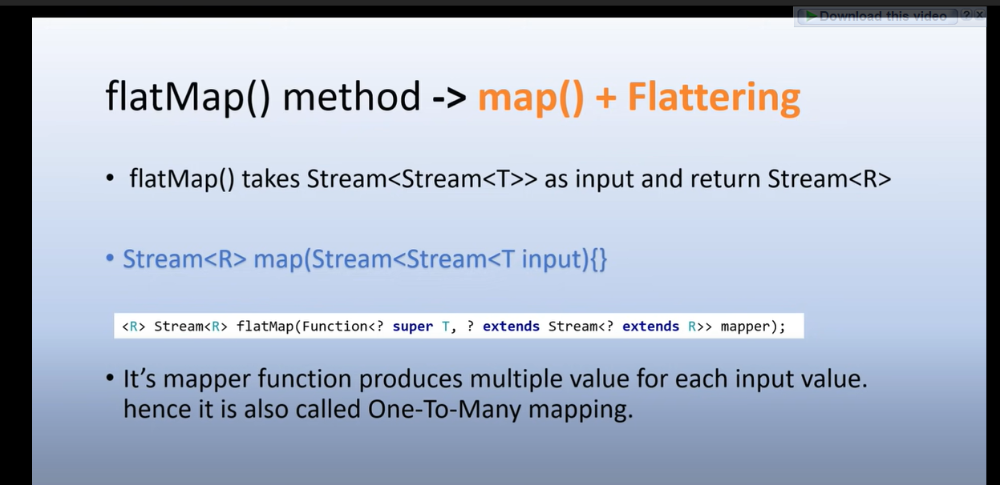 Download this video ? X
flatMap() method -> map() + Flattering
• flatMap() takes Stream<Stream<T>> as input and return Stream<R>
• Stream<R> map(Stream<Stream<T input){}
<R> Stream<R> flatMap(Function<? super T, ? extends Stream<? extends R>> mapper);
• It’s mapper function produces multiple value for each input value.
hence it is also called One-To-Many mapping.